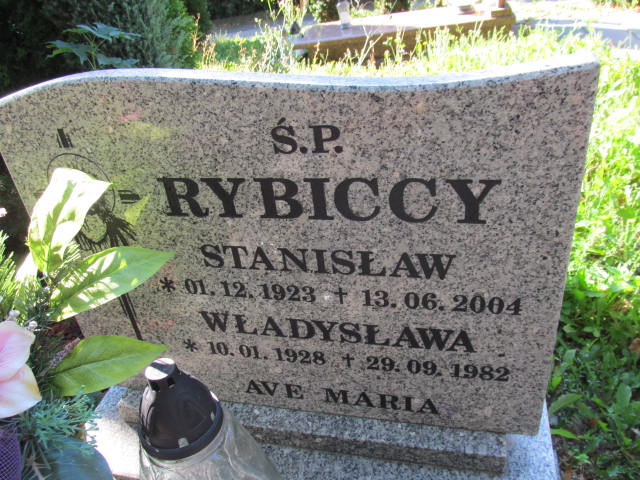 Ś.P.
RYBICCY
STANISŁAW
* 01.12.1923 † 13.06.2004
WŁADYSŁAWA
* 10.01.1928 † 29.09.1982
AVE MARIA